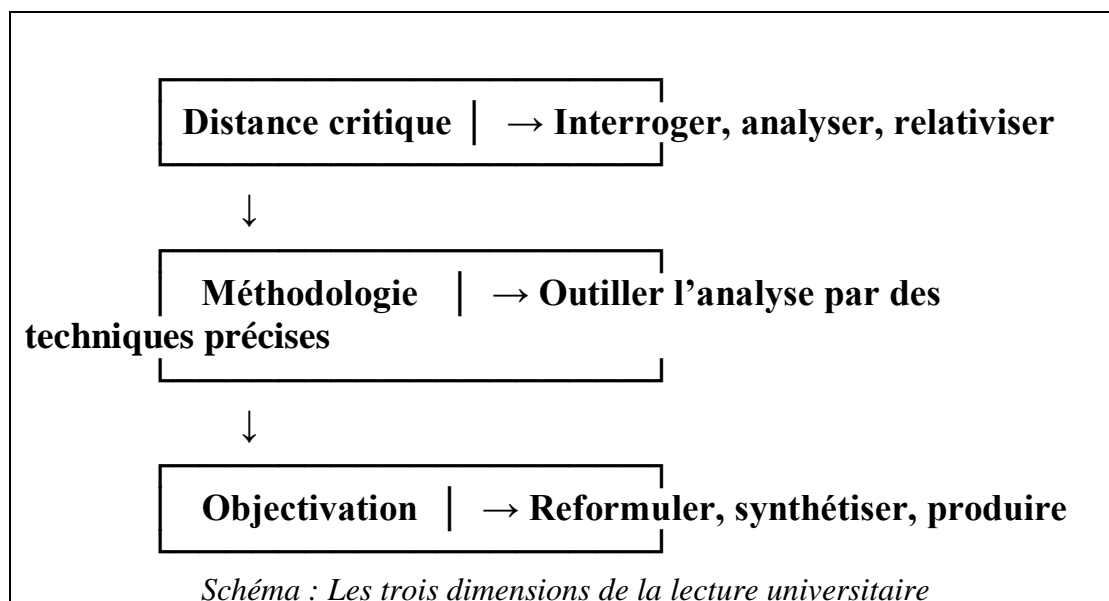 Distance critique │ → Interroger, analyser, relativiser
↓
Méthodologie │ → Outiller l’analyse par des
techniques précises
↓
Objectivation │ → Reformuler, synthétiser, produire
Schéma : Les trois dimensions de la lecture universitaire